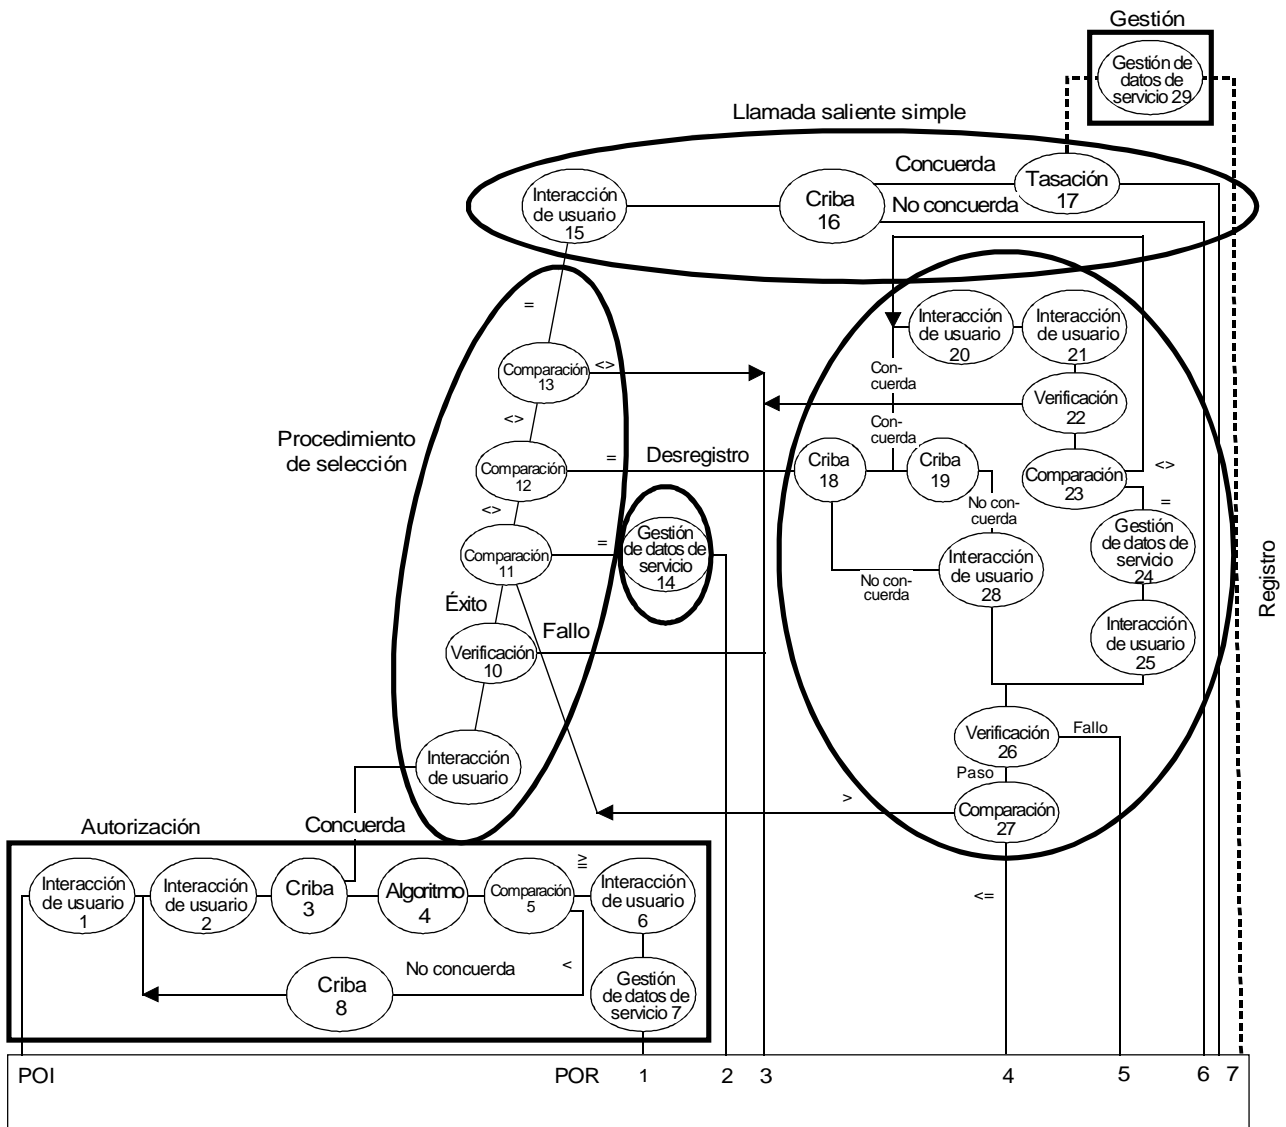 Gestión
Gestión de
datos de
servicio 29
Llamada saliente simple
Concuerda
Tasación
17
Interacción
de usuario
15
Criba
16
No concuerda
=
Interacción
de usuario
20
Interacción
de usuario
21
Comparación
13
<>
Con-
cuerda
Verificación
22
<>
Con-
cuerda
Procedimiento
de selección
Comparación
12
=
Desregistro
Criba
18
Criba
19
Comparación
23
<>
=
<>
No con-
cuerda
Comparación
11
=
Gestión
de datos de
servicio
14
Gestión
de datos de
servicio
24
Interacción
de usuario
28
No con-
cuerda
Registro
Éxito
Fallo
Verificación
10
Interacción
de usuario
25
Interacción
de usuario
Verificación
26
Fallo
Paso
>
Comparación
27
Autorización
Concuerda
Interacción
de usuario
1
Interacción
de usuario
2
Criba
3
Algoritmo
4
Comparación
5
≧
Interacción
de usuario
6
<=
No concuerda
<
Criba
8
Gestión
de datos de
servicio 7
POI
POR
1
2
3
4
5
6
7